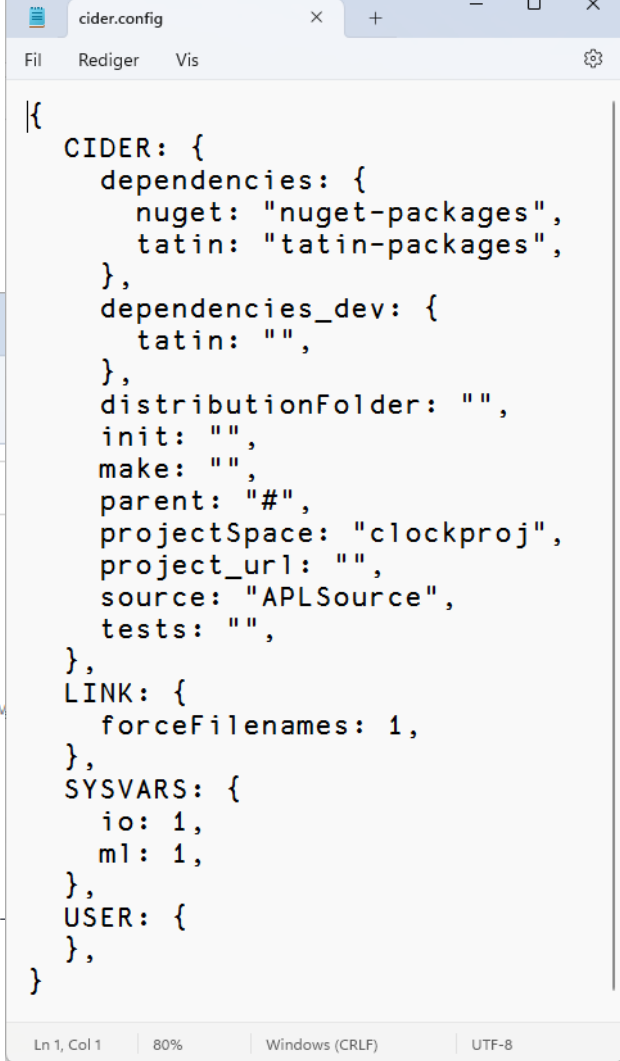 cider.config
Fil Rediger Vis
{
CIDER: {
dependencies: {
nuget: "nuget-packages",
tatin: "tatin-packages",
},
dependencies_dev: {
tatin: "",
},
distributionFolder: "",
init: "",
make: "",
parent: "#",
projectSpace: "clockproj",
project_url: "",
source: "APLSource",
tests: "",
},
LINK: {
forceFilenames: 1,
},
SYSVARS: {
io: 1,
ml: 1,
},
USER: {
},
}
Ln 1, Col 1 80% Windows (CRLF) UTF-8